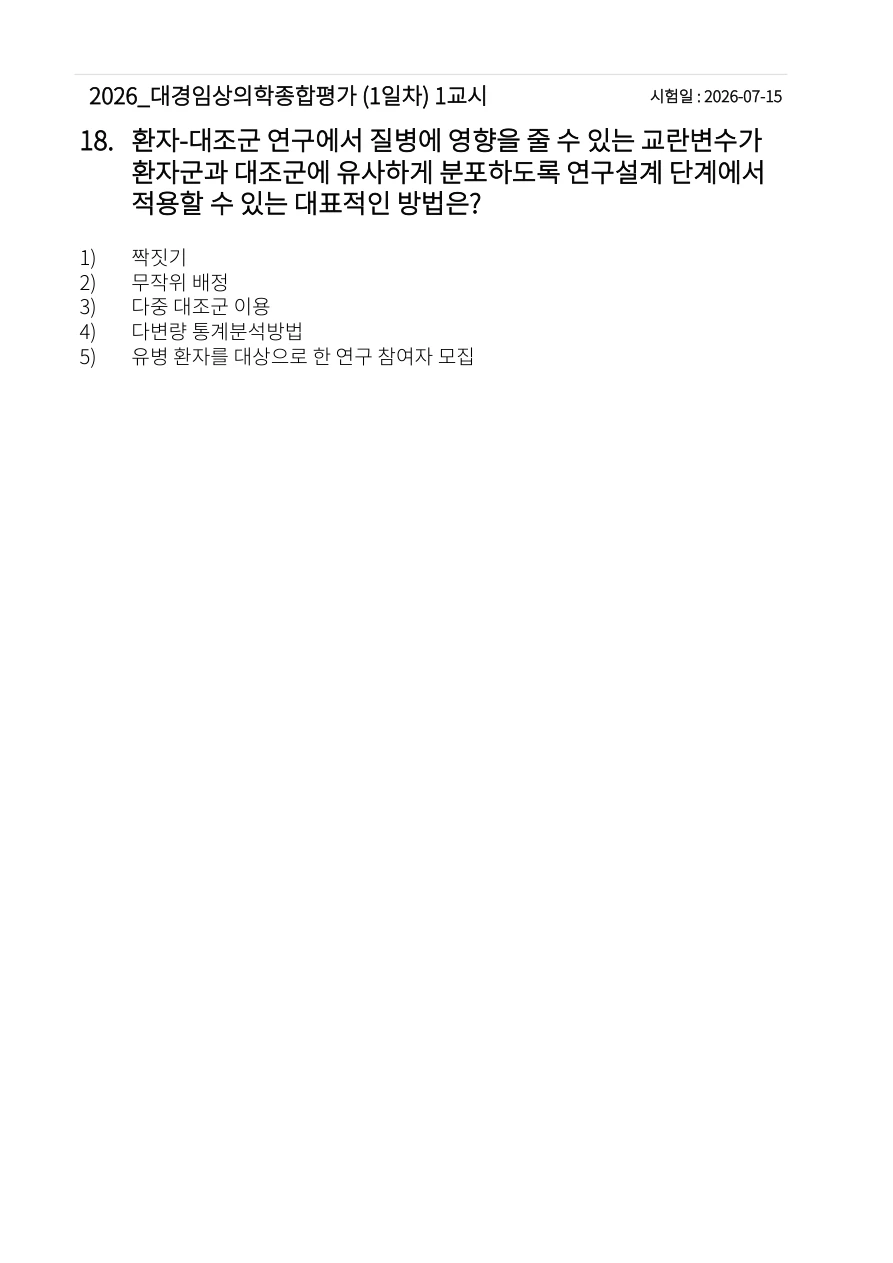 2026_대경임상의학종합평가 (1일차) 1교시 시험일 : 2026-07-15
18. 환자-대조군 연구에서 질병에 영향을 줄 수 있는 교란변수가
환자군과 대조군에 유사하게 분포하도록 연구설계 단계에서
적용할 수 있는 대표적인 방법은?
1) 짝짓기
2) 무작위 배정
3) 다중 대조군 이용
4) 다변량 통계분석방법
5) 유병 환자를 대상으로 한 연구 참여자 모집